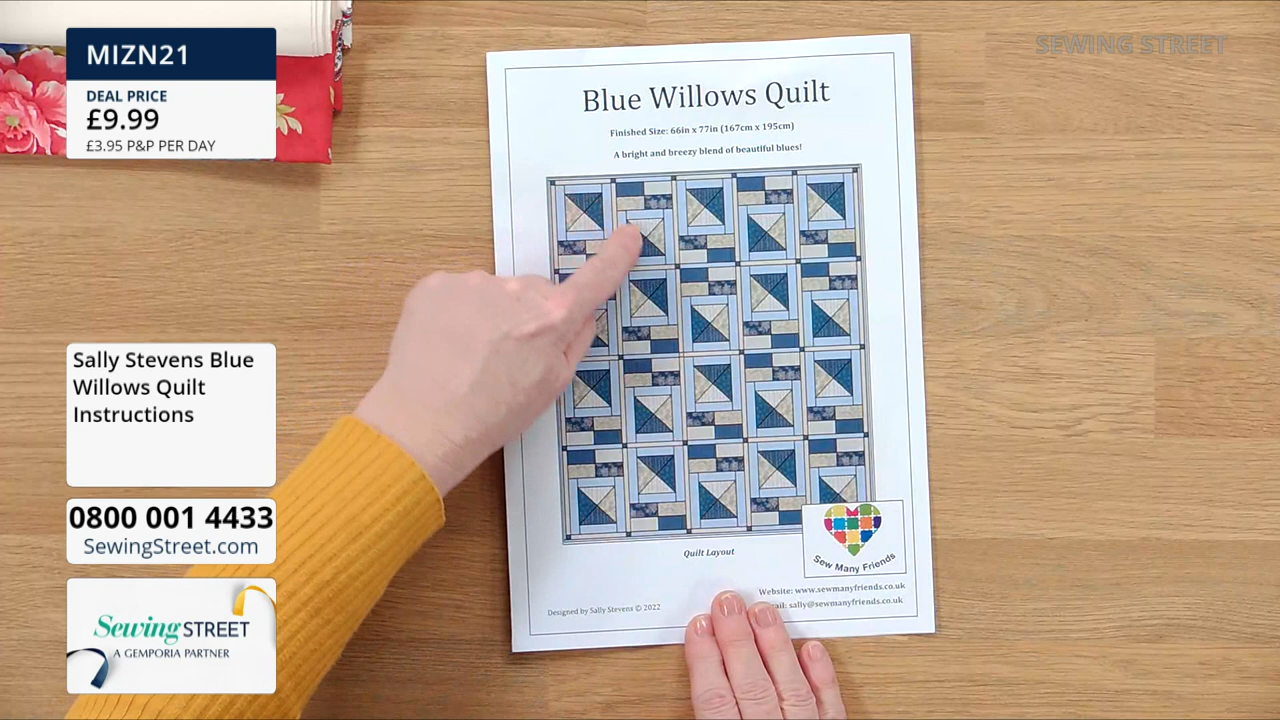 MIZN21
DEAL PRICE
£9.99
£3.95 P&P PER DAY
Sally Stevens Blue
Willows Quilt
Instructions
0800 001 4433
SewingStreet.com
Sewing STREET
A GEMPORIA PARTNER
SEWING STREET
Blue Willows Quilt
Finished Size: 66in x 77in (167cm x 195cm)
A bright and breezy blend of beautiful blues!
Quilt Layout
Sew Many Friends
Designed by Sally Stevens © 2022
Website: www.sewmanyfriends.co.uk
sally@sewmanyfriends.co.uk